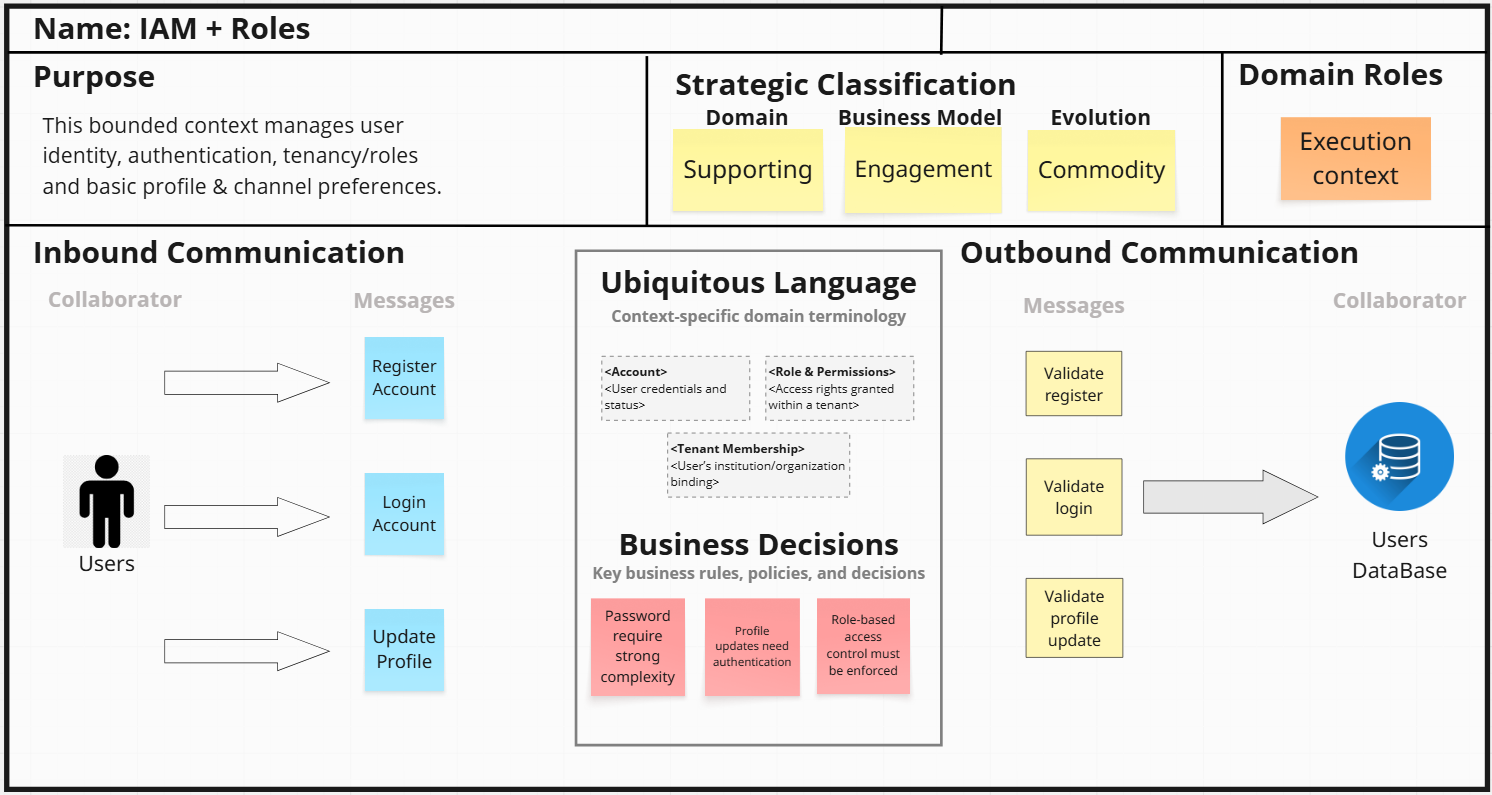 Name: IAM + Roles
Purpose
This bounded context manages user
identity, authentication, tenancy/roles
and basic profile & channel preferences.
Strategic Classification
Domain
Business Model
Evolution
Supporting
Engagement
Commodity
Domain Roles
Execution
context
Inbound Communication
Collaborator
Messages
Users
Register
Account
Login
Account
Update
Profile
Ubiquitous Language
Context-specific domain terminology
<Account>
<User credentials and
status>
<Role & Permissions>
<Access rights granted
within a tenant>
<Tenant Membership>
<User's institution/organization
binding>
Business Decisions
Key business rules, policies, and decisions
Password
require
strong
complexity
Profile
updates need
authentication
Role-based
access
control must
be enforced
Outbound Communication
Messages
Collaborator
Validate
register
Validate
login
Validate
profile
update
Users
DataBase